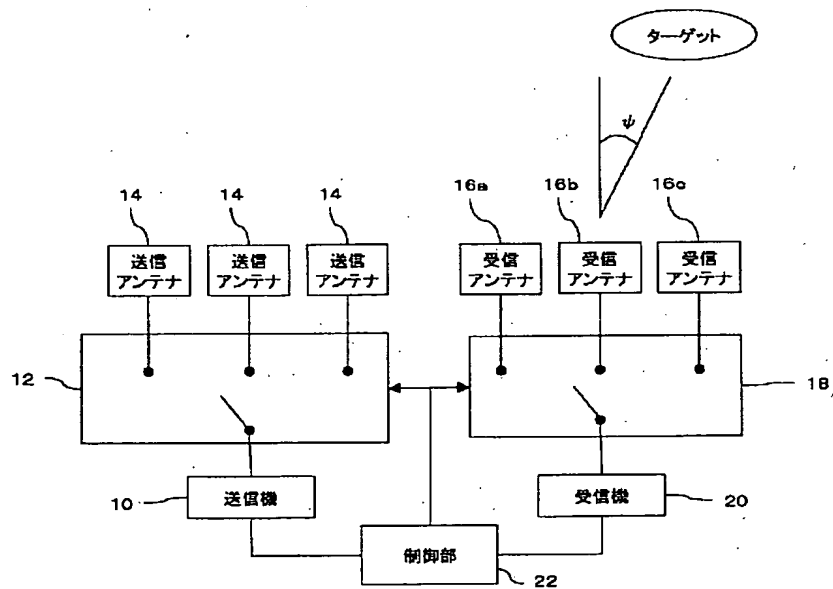 ターゲット
ψ
14
14
14
16a
16b
16c
送信
アンテナ
送信
アンテナ
送信
アンテナ
受信
アンテナ
受信
アンテナ
受信
アンテナ
12
18
10
送信機
受信機
20
制御部
22